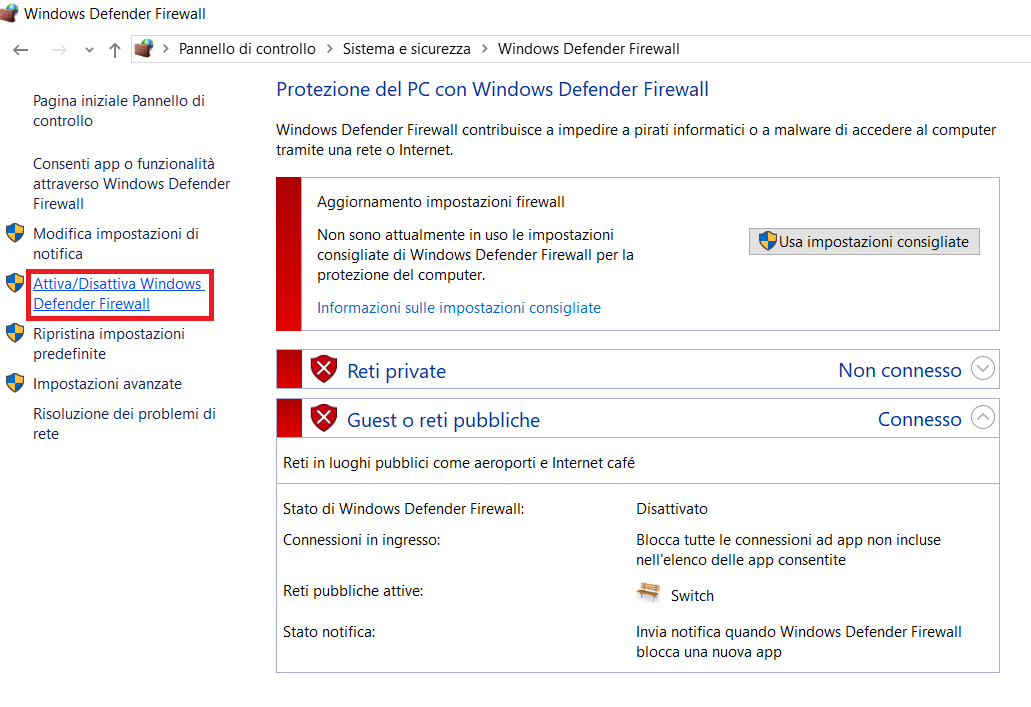 Windows Defender Firewall
Pannello di controllo > Sistema e sicurezza > Windows Defender Firewall
Pagina iniziale Pannello di
controllo
Consenti app o funzionalità
attraverso Windows Defender
Firewall
Modifica impostazioni di
notifica
Attiva/Disattiva Windows
Defender Firewall
Ripristina impostazioni
predefinite
Impostazioni avanzate
Risoluzione dei problemi di
rete
Protezione del PC con Windows Defender Firewall
Windows Defender Firewall contribuisce a impedire a pirati informatici o a malware di accedere al computer
tramite una rete o Internet.
Aggiornamento impostazioni firewall
Non sono attualmente in uso le impostazioni
consigliate di Windows Defender Firewall per la
protezione del computer.
Usa impostazioni consigliate
Informazioni sulle impostazioni consigliate
Reti private Non connesso
Guest o reti pubbliche Connesso
Reti in luoghi pubblici come aeroporti e Internet café
Stato di Windows Defender Firewall: Disattivato
Connessioni in ingresso: Blocca tutte le connessioni ad app non incluse
nell'elenco delle app consentite
Reti pubbliche attive: Switch
Stato notifica: Invia notifica quando Windows Defender Firewall
blocca una nuova app